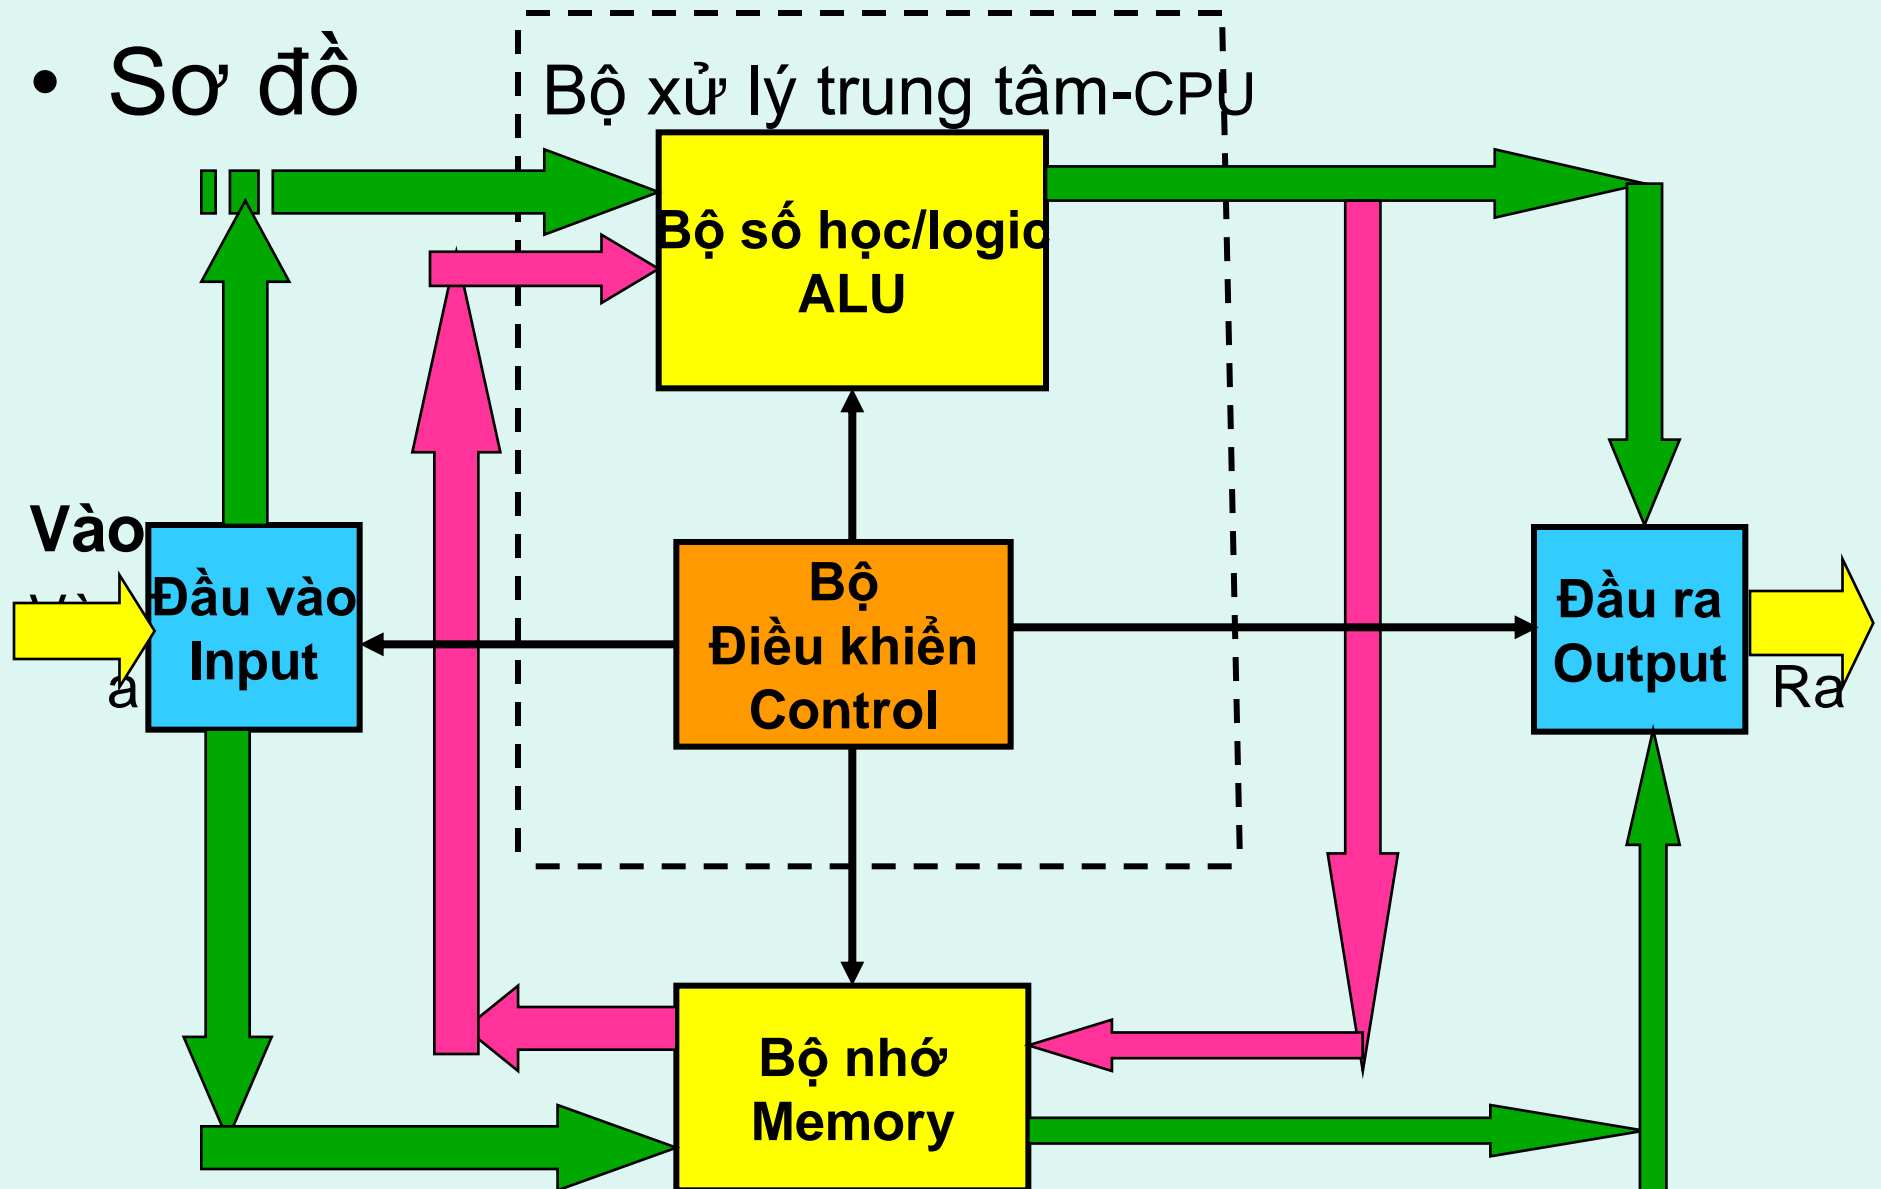 • Sơ đồ
Bộ xử lý trung tâm-CPU
Bộ số học/logic
ALU
Vào
Đầu vào
Input
a
Bộ
Điều khiển
Control
Đầu ra
Output
Ra
Bộ nhớ
Memory